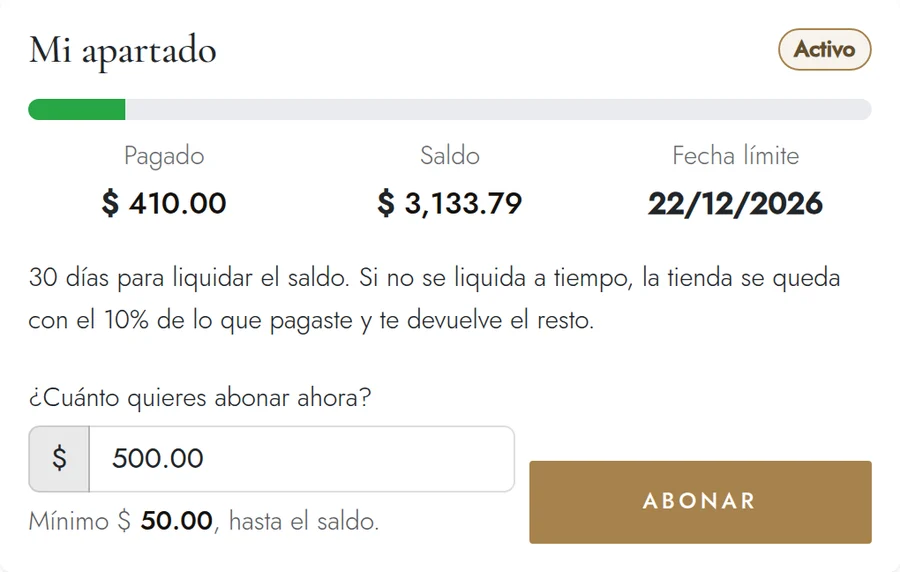 Mi apartado
Activo
Pagado
Saldo
Fecha límite
$ 410.00
$ 3,133.79
22/12/2026
30 días para liquidar el saldo. Si no se liquida a tiempo, la tienda se queda
con el 10% de lo que pagaste y te devuelve el resto.
¿Cuánto quieres abonar ahora?
$ 500.00
ABONAR
Mínimo $ 50.00, hasta el saldo.